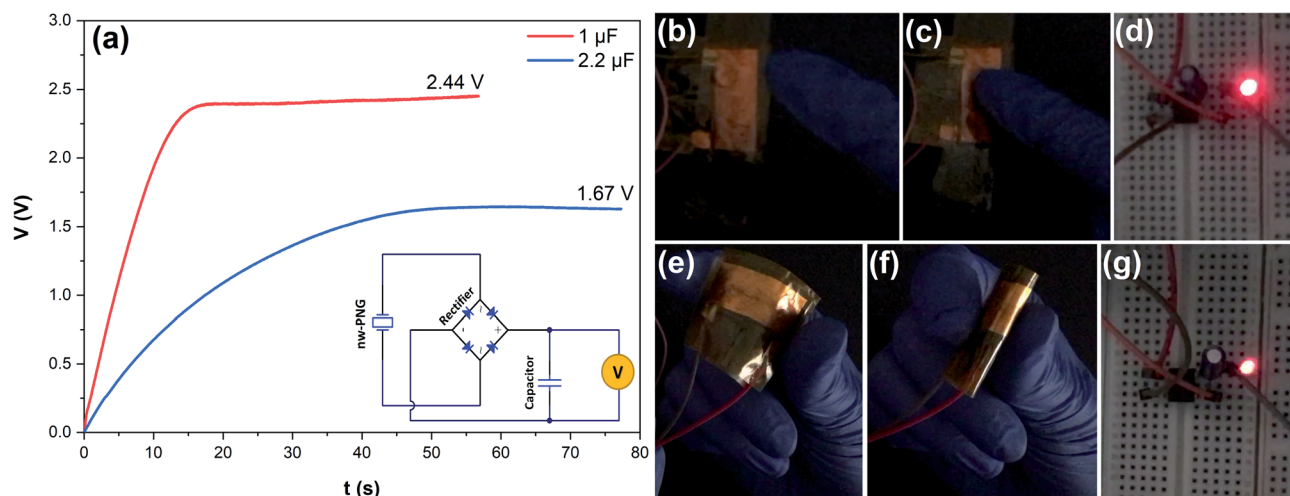 (a)
3.0
2.5
2.0
1.5
1.0
0.5
0.0
V (V)
0 10 20 30 40 50 60 70 80
t (s)
1 µF
2.2 µF
2.44 V
1.67 V
nw-PNG
Rectifier
~
-
+
~
Capacitor
V
(b)
(c)
(d)
(e)
(f)
(g)